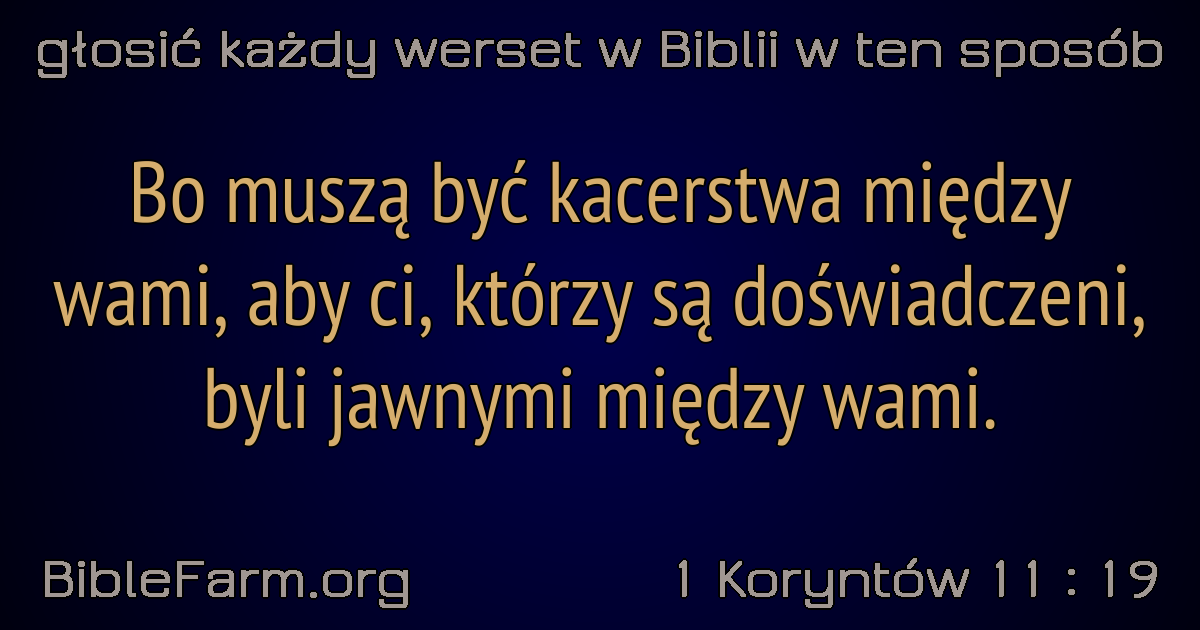 głosić każdy werset w Biblii w ten sposób
Bo muszą być kacerstwa między
wami, aby ci, którzy są doświadczeni,
byli jawnymi między wami.
BibleFarm.org
1 Koryntów 11 : 19